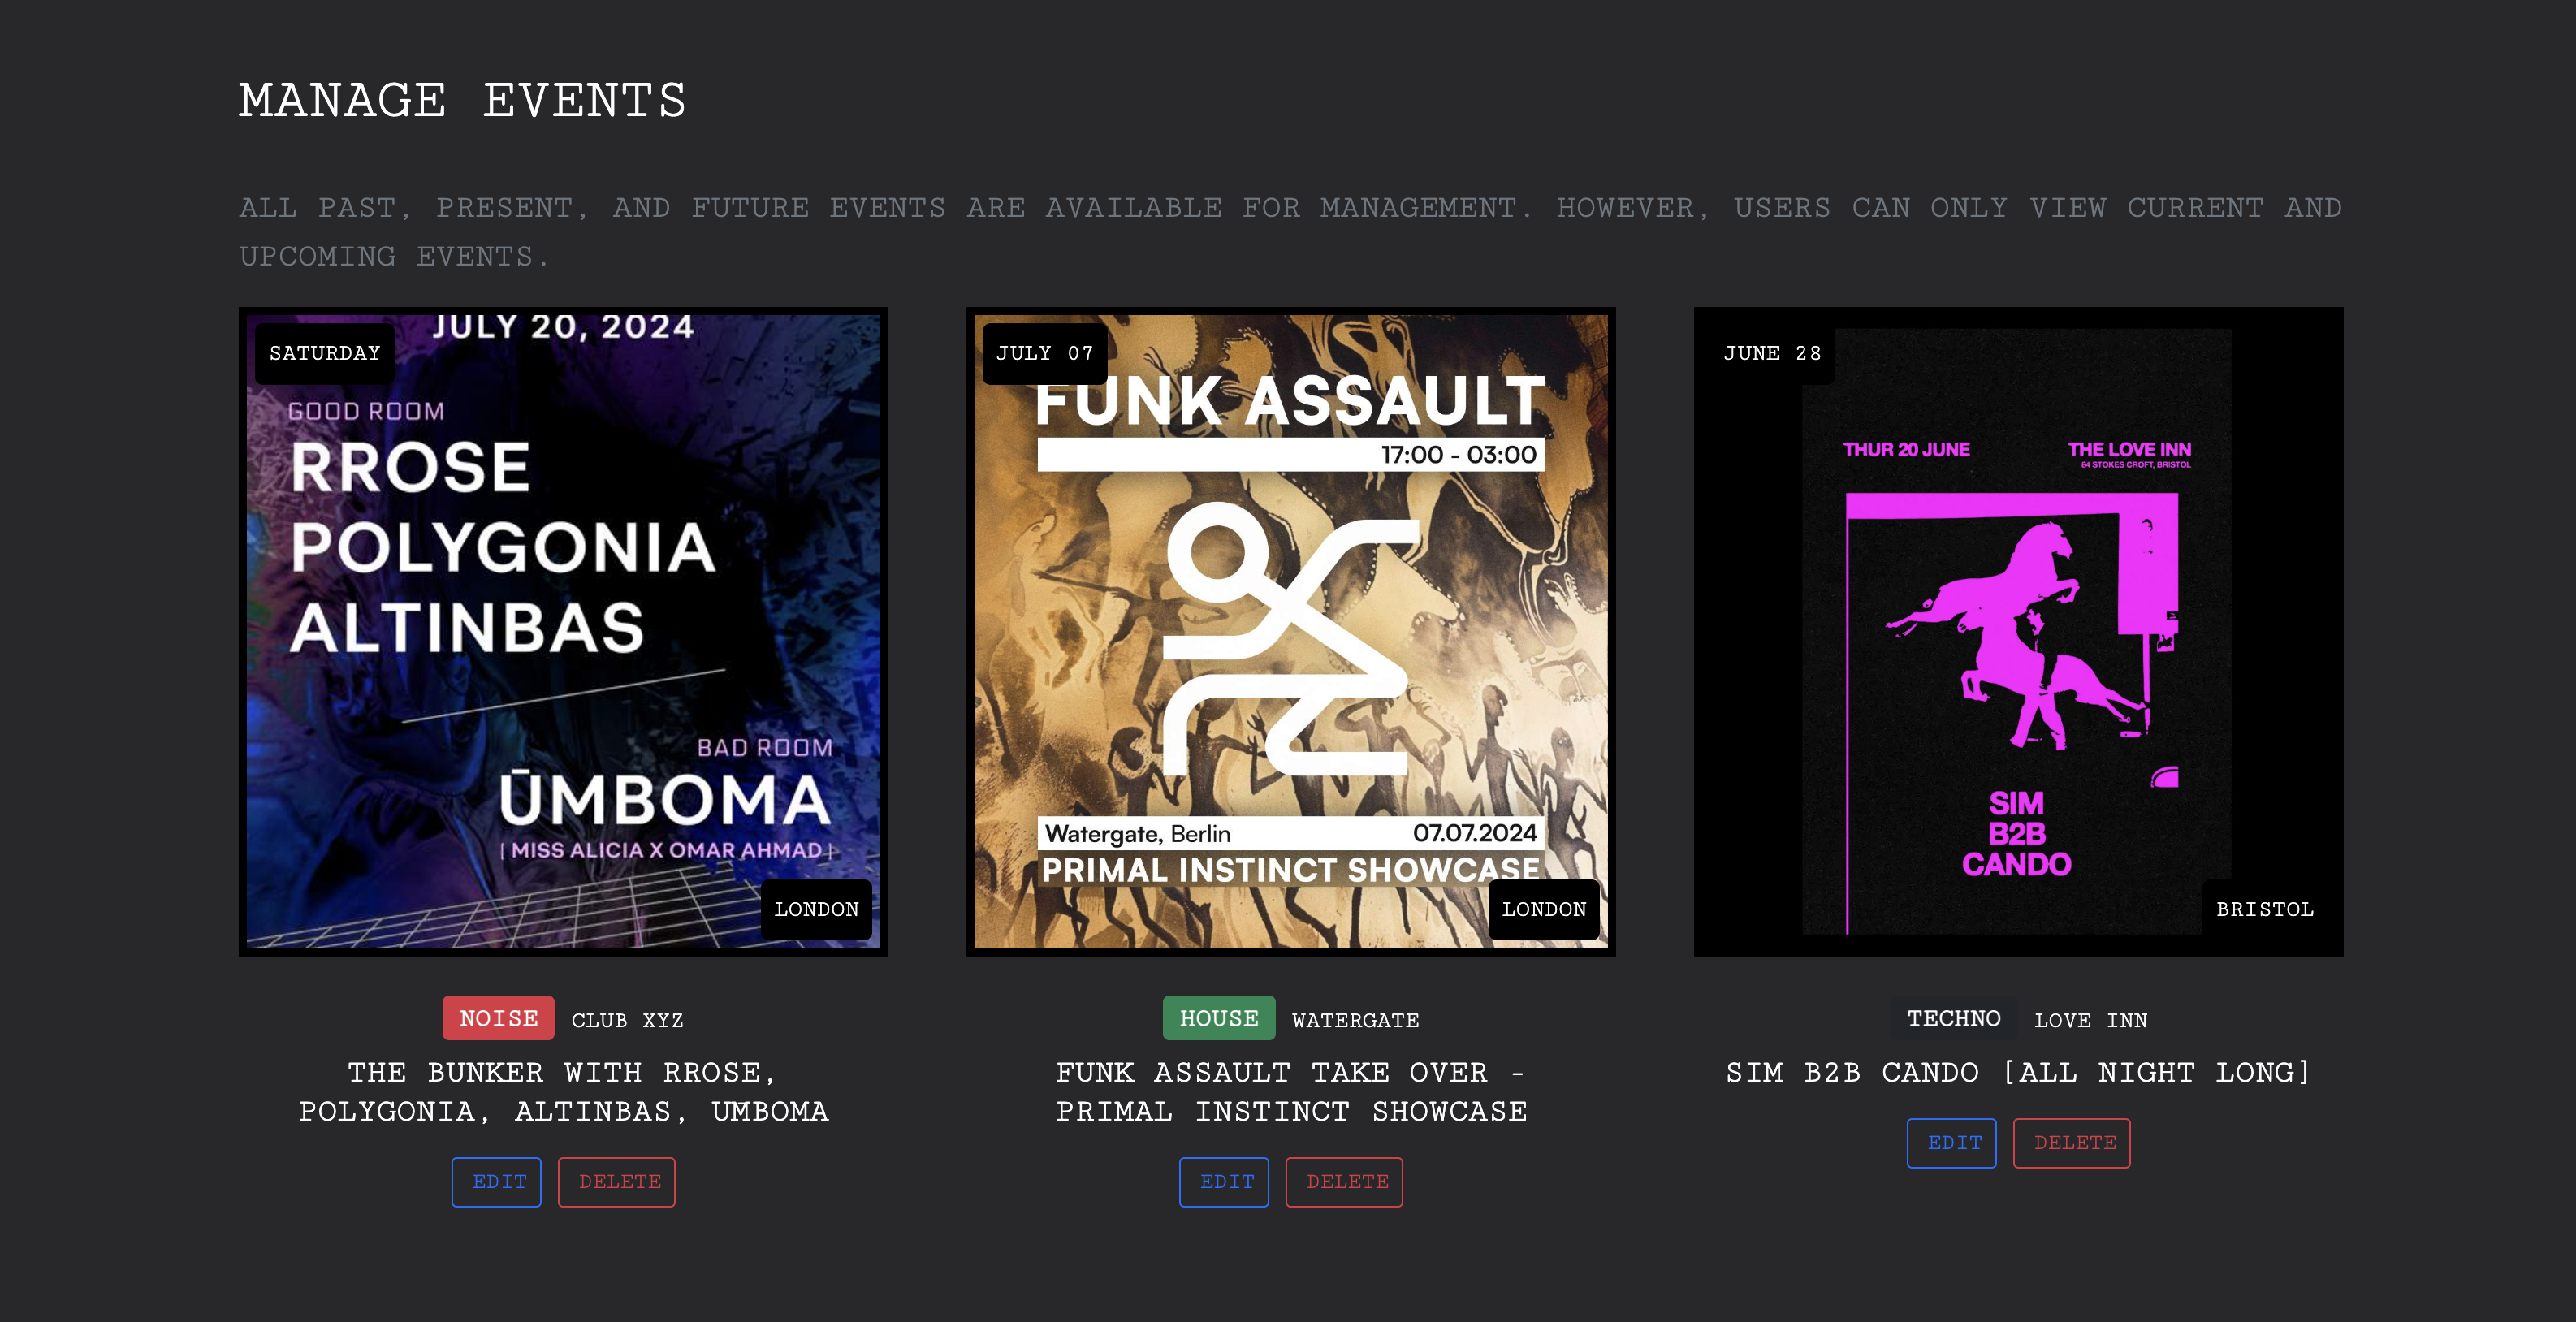 MANAGE EVENTS
ALL PAST, PRESENT, AND FUTURE EVENTS ARE AVAILABLE FOR MANAGEMENT. HOWEVER, USERS CAN ONLY VIEW CURRENT AND
UPCOMING EVENTS.
JULY 20, 2024
SATURDAY
GOOD ROOM
RROSE
POLYGONIA
ALTINBAS
BAD ROOM
ŪMBOMA
[ MISS ALICIA X OMAR AHMAD ]
LONDON
NOISE CLUB XYZ
THE BUNKER WITH RROSE,
POLYGONIA, ALTINBAS, UMBOMA
EDIT DELETE
JULY 07
FUNK ASSAULT
17:00 - 03:00
Watergate, Berlin 07.07.2024
PRIMAL INSTINCT SHOWCASE
LONDON
HOUSE WATERGATE
FUNK ASSAULT TAKE OVER -
PRIMAL INSTINCT SHOWCASE
EDIT DELETE
JUNE 28
THUR 20 JUNE THE LOVE INN
84 STOKES CROFT, BRISTOL
SIM
B2B
CANDO
BRISTOL
TECHNO LOVE INN
SIM B2B CANDO [ALL NIGHT LONG]
EDIT DELETE